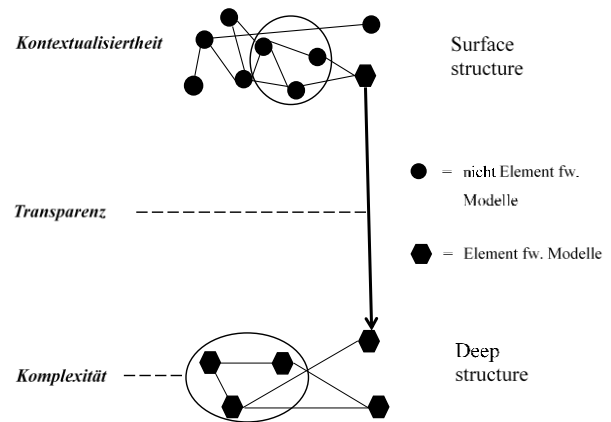 Kontextualisiertheit
Surface
structure
= nicht Element fw.
Modelle
Transparenz
= Element fw. Modelle
Deep
structure
Komplexität